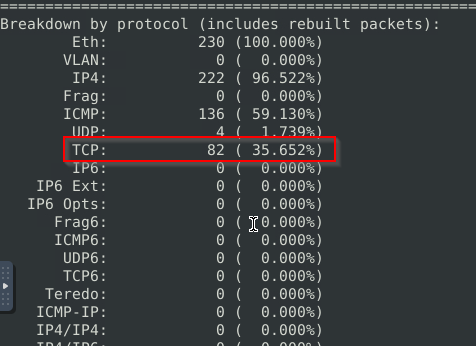 ===============================================================================
Breakdown by protocol (includes rebuilt packets):
Eth: 230 (100.000%)
VLAN: 0 ( 0.000%)
IP4: 222 ( 96.522%)
Frag: 0 ( 0.000%)
ICMP: 136 ( 59.130%)
UDP: 4 ( 1.739%)
TCP: 82 ( 35.652%)
IP6: 0 ( 0.000%)
IP6 Ext: 0 ( 0.000%)
IP6 Opts: 0 ( 0.000%)
Frag6: 0 ( 0.000%)
ICMP6: 0 ( 0.000%)
UDP6: 0 ( 0.000%)
TCP6: 0 ( 0.000%)
Teredo: 0 ( 0.000%)
ICMP-IP: 0 ( 0.000%)
IP4/IP4: 0 ( 0.000%)